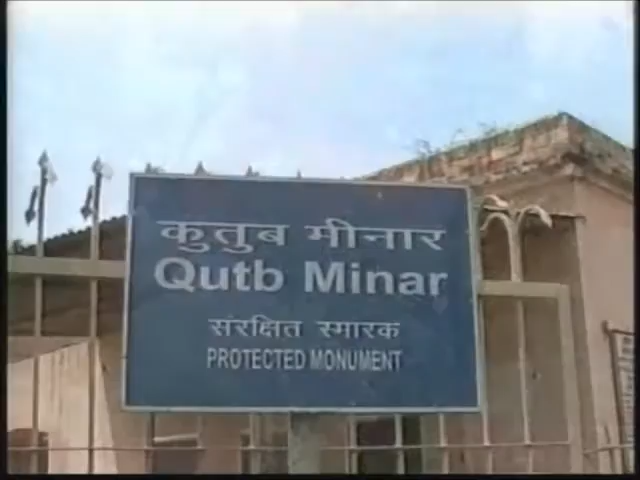 कुतुब मीनार
Qutb Minar
संरक्षित स्मारक
PROTECTED MONUMENT